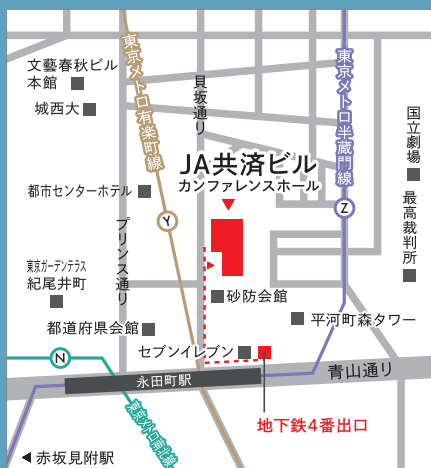 文藝春秋ビル
本館
城西大
東京メトロ有楽町線
貝坂通り
東京メトロ半蔵門線
国立劇場
最高裁判所
JA共済ビル
カンファレンスホール
都市センターホテル
プリンス通り
Y
Z
東京ガーデンテラス
紀尾井町
砂防会館
都道府県会館
平河町森タワー
セブンイレブン
N
永田町駅
青山通り
東京メトロ南北線
地下鉄4番出口
赤坂見附駅